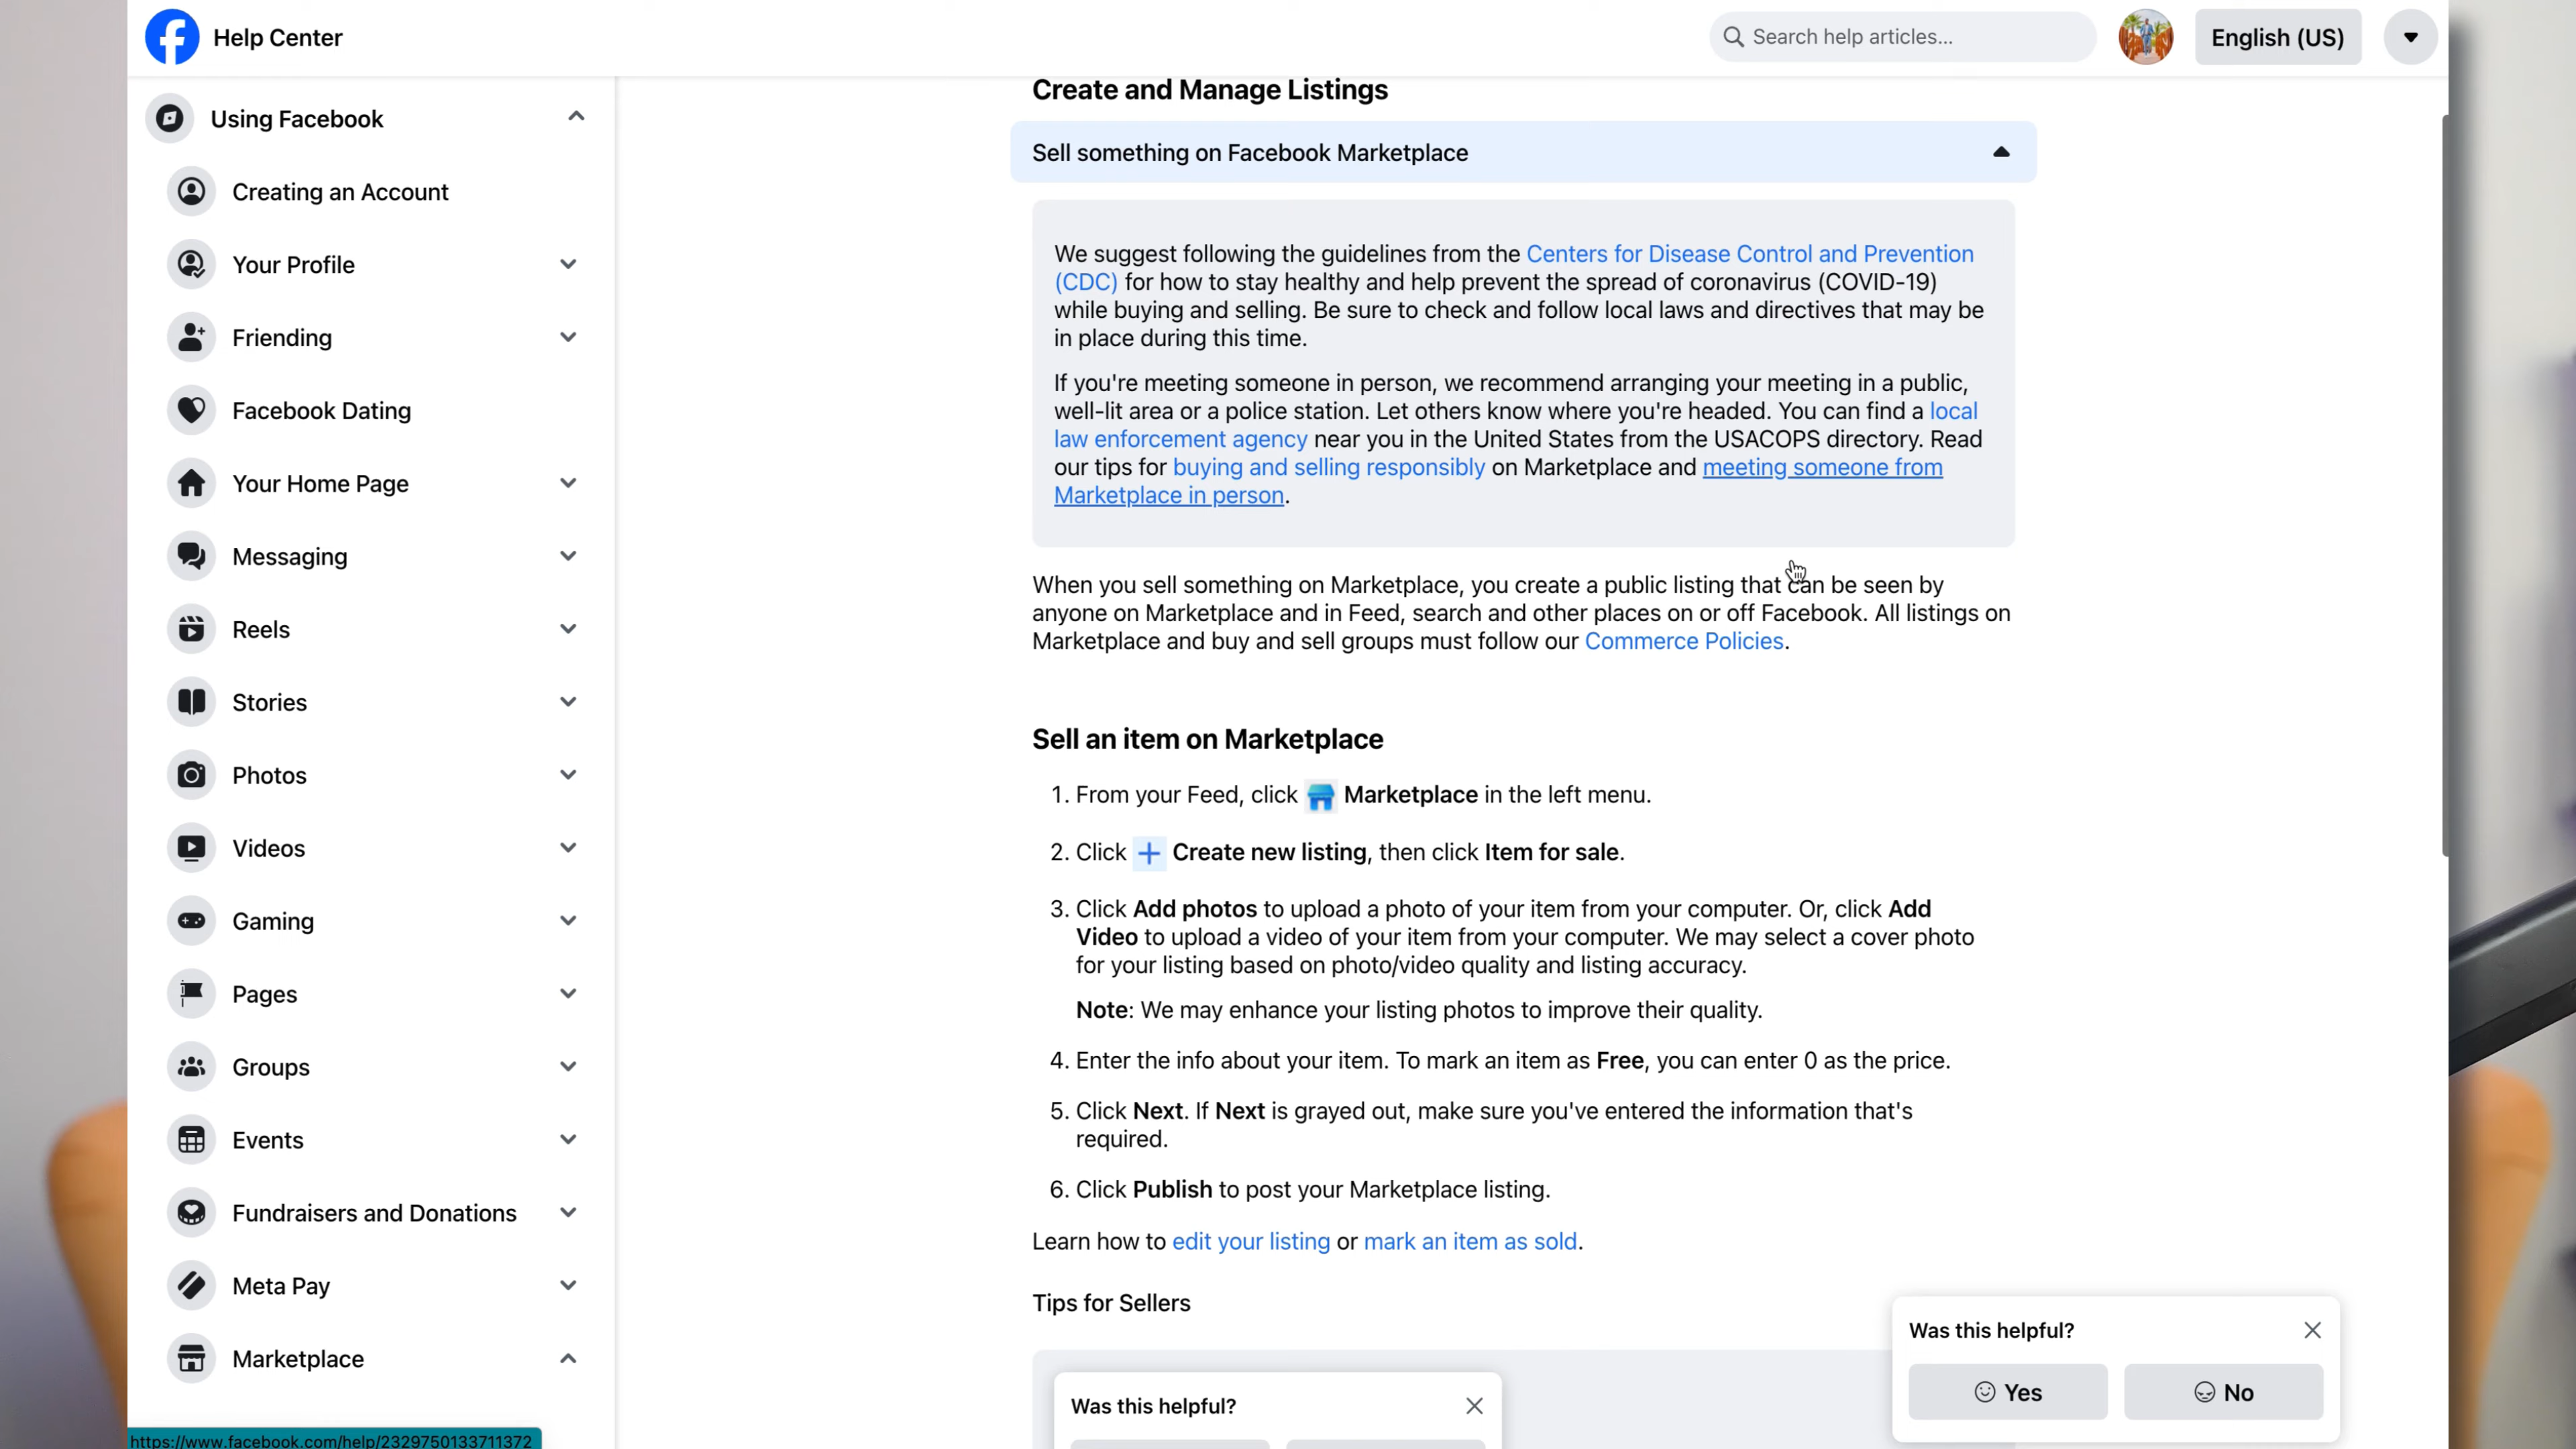 Help Center
Search help articles...
English (US)
Using Facebook
Creating an Account
Your Profile
Friending
Facebook Dating
Your Home Page
Messaging
Reels
Stories
Photos
Videos
Gaming
Pages
Groups
Events
Fundraisers and Donations
Meta Pay
Marketplace
https://www.facebook.com/help/2329750133711372
Create and Manage Listings
Sell something on Facebook Marketplace
We suggest following the guidelines from the Centers for Disease Control and Prevention
(CDC) for how to stay healthy and help prevent the spread of coronavirus (COVID-19)
while buying and selling. Be sure to check and follow local laws and directives that may be
in place during this time.
If you're meeting someone in person, we recommend arranging your meeting in a public,
well-lit area or a police station. Let others know where you're headed. You can find a local
law enforcement agency near you in the United States from the USACOPS directory. Read
our tips for buying and selling responsibly on Marketplace and meeting someone from
Marketplace in person.
When you sell something on Marketplace, you create a public listing that can be seen by
anyone on Marketplace and in Feed, search and other places on or off Facebook. All listings on
Marketplace and buy and sell groups must follow our Commerce Policies.
Sell an item on Marketplace
1. From your Feed, click Marketplace in the left menu.
2. Click Create new listing, then click Item for sale.
3. Click Add photos to upload a photo of your item from your computer. Or, click Add
Video to upload a video of your item from your computer. We may select a cover photo
for your listing based on photo/video quality and listing accuracy.
Note: We may enhance your listing photos to improve their quality.
4. Enter the info about your item. To mark an item as Free, you can enter 0 as the price.
5. Click Next. If Next is grayed out, make sure you've entered the information that's
required.
6. Click Publish to post your Marketplace listing.
Learn how to edit your listing or mark an item as sold.
Tips for Sellers
Was this helpful?
Was this helpful?
Yes
No